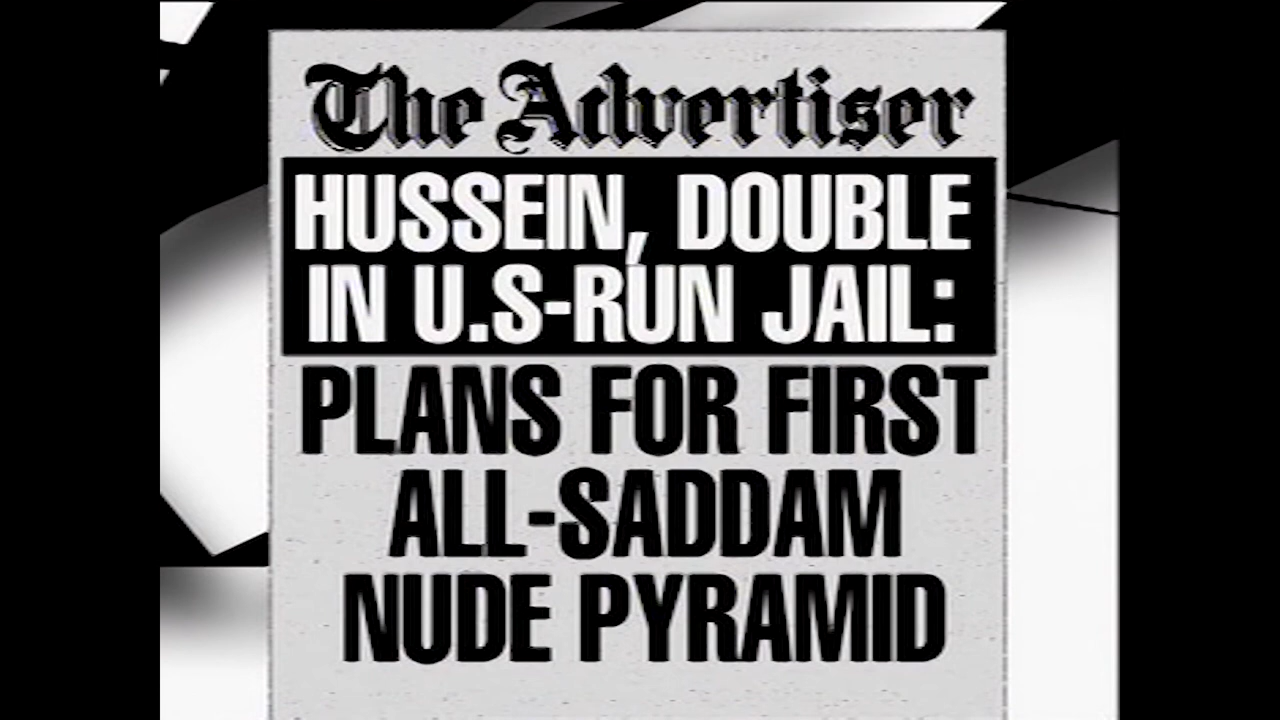 The Advertiser
HUSSEIN, DOUBLE
IN U.S-RUN JAIL:
PLANS FOR FIRST
ALL-SADDAM
NUDE PYRAMID